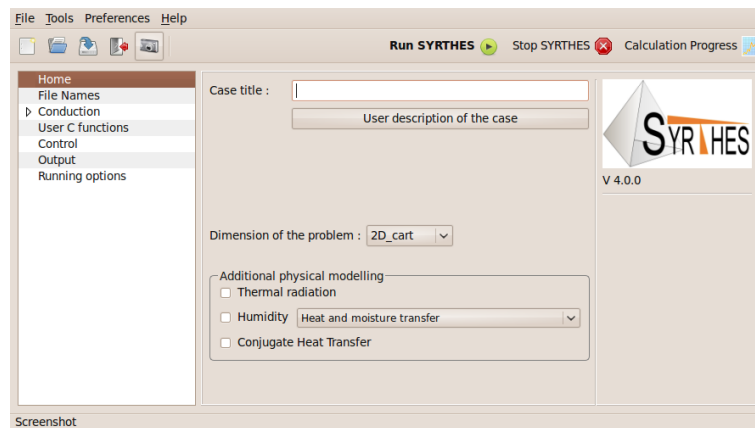 File Tools Preferences Help
Run SYRTHES Stop SYRTHES Calculation Progress
Home
File Names
Conduction
User C functions
Control
Output
Running options
Case title :
User description of the case
Dimension of the problem : 2D_cart
Additional physical modelling
Thermal radiation
Humidity Heat and moisture transfer
Conjugate Heat Transfer
SYRTHES
V 4.0.0
Screenshot